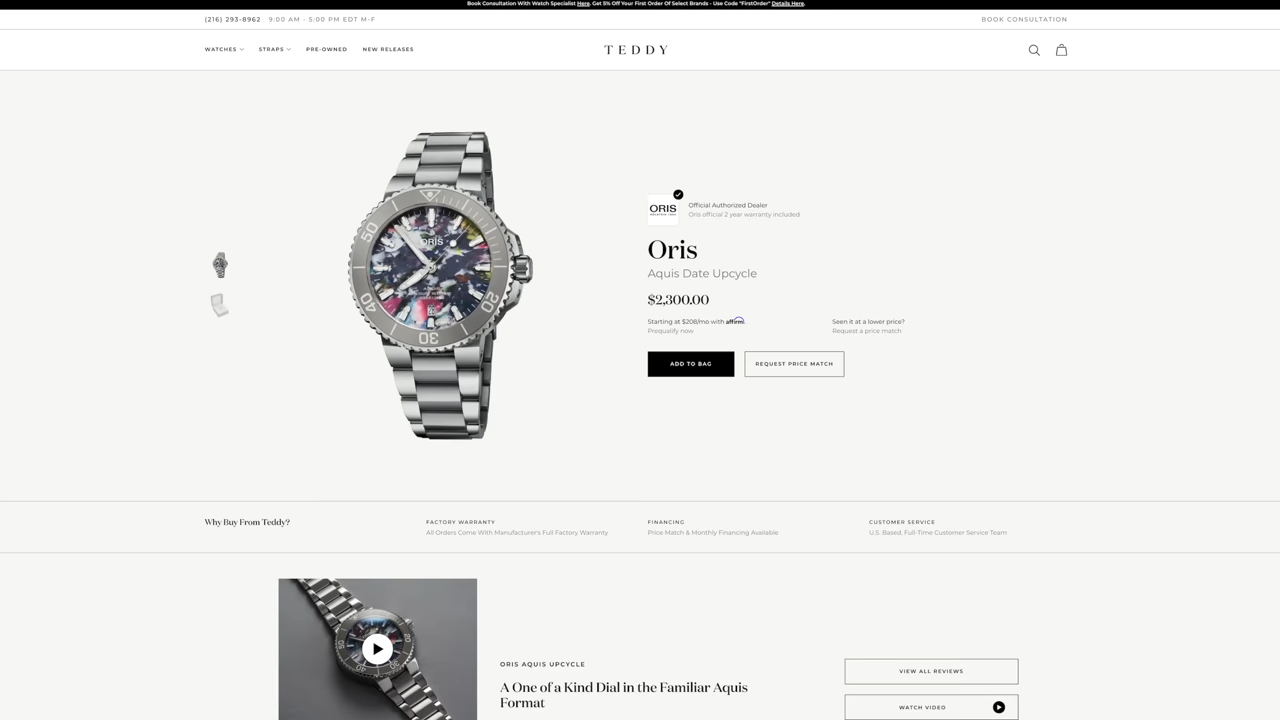 Book Consultation With Watch Specialist Here. Get 5% Off Your First Order Of Select Brands - Use Code "FirstOrder" Details Here.
(216) 293-8962 9:00 AM - 5:00 PM EDT M-F
BOOK CONSULTATION
WATCHES
STRAPS
PRE-OWNED
NEW RELEASES
TEDDY
ORIS
50
40
30
20
ORIS
Official Authorized Dealer
Oris official 2 year warranty included
Oris
Aquis Date Upcycle
$2,300.00
Starting at $208/mo with affirm.
Prequalify now
Seen it at a lower price?
Request a price match
ADD TO BAG
REQUEST PRICE MATCH
Why Buy From Teddy?
FACTORY WARRANTY
All Orders Come With Manufacturer's Full Factory Warranty
FINANCING
Price Match & Monthly Financing Available
CUSTOMER SERVICE
U.S. Based, Full-Time Customer Service Team
ORIS AQUIS UPCYCLE
A One of a Kind Dial in the Familiar Aquis
Format
VIEW ALL REVIEWS
WATCH VIDEO